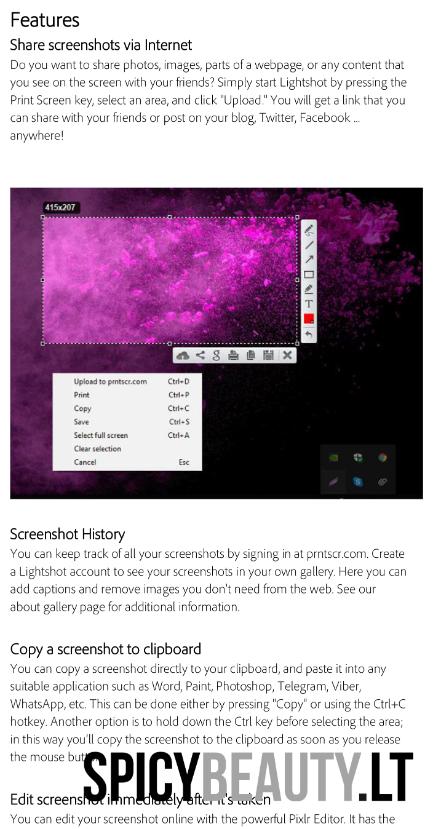 Features
Share screenshots via Internet
Do you want to share photos, images, parts of a webpage, or any content that
you see on the screen with your friends? Simply start Lightshot by pressing the
Print Screen key, select an area, and click "Upload." You will get a link that you
can share with your friends or post on your blog, Twitter, Facebook ...
anywhere!
415x207
T
Upload to prntscr.com Ctrl+D
Print Ctrl+P
Copy Ctrl+C
Save Ctrl+S
Select full screen Ctrl+A
Clear selection
Cancel Esc
Screenshot History
You can keep track of all your screenshots by signing in at prntscr.com. Create
a Lightshot account to see your screenshots in your own gallery. Here you can
add captions and remove images you don't need from the web. See our
about gallery page for additional information.
Copy a screenshot to clipboard
You can copy a screenshot directly to your clipboard, and paste it into any
suitable application such as Word, Paint, Photoshop, Telegram, Viber,
WhatsApp, etc. This can be done either by pressing "Copy" or using the Ctrl+C
hotkey. Another option is to hold down the Ctrl key before selecting the area;
in this way you'll copy the screenshot to the clipboard as soon as you release
the mouse button.
SPICYBEAUTY.LT
Edit screenshot immediately after it's taken
You can edit your screenshot online with the powerful Pixlr Editor. It has the